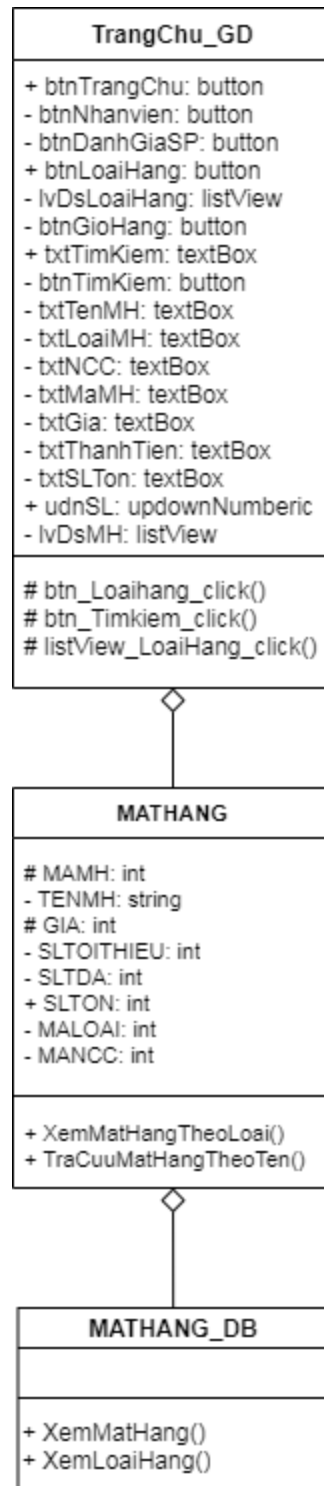 TrangChu_GD
+ btnTrangChu: button
- btnNhanvien: button
- btnDanhGiaSP: button
+ btnLoaiHang: button
- lvDsLoaiHang: listView
- btnGioHang: button
+ txtTimKiem: textBox
- btnTimKiem: button
- txtTenMH: textBox
- txtLoaiMH: textBox
- txtNCC: textBox
- txtMaMH: textBox
- txtGia: textBox
- txtThanhTien: textBox
- txtSLTon: textBox
+ udnSL: updownNumberic
- lvDsMH: listView
# btn_Loaihang_click()
# btn_Timkiem_click()
# listView_LoaiHang_click()
MATHANG
# MAMH: int
- TENMH: string
# GIA: int
- SLTOITHIEU: int
- SLTDA: int
+ SLTON: int
- MALOAI: int
- MANCC: int
+ XemMatHangTheoLoai()
+ TraCuuMatHangTheoTen()
MATHANG_DB
+ XemMatHang()
+ XemLoaiHang()